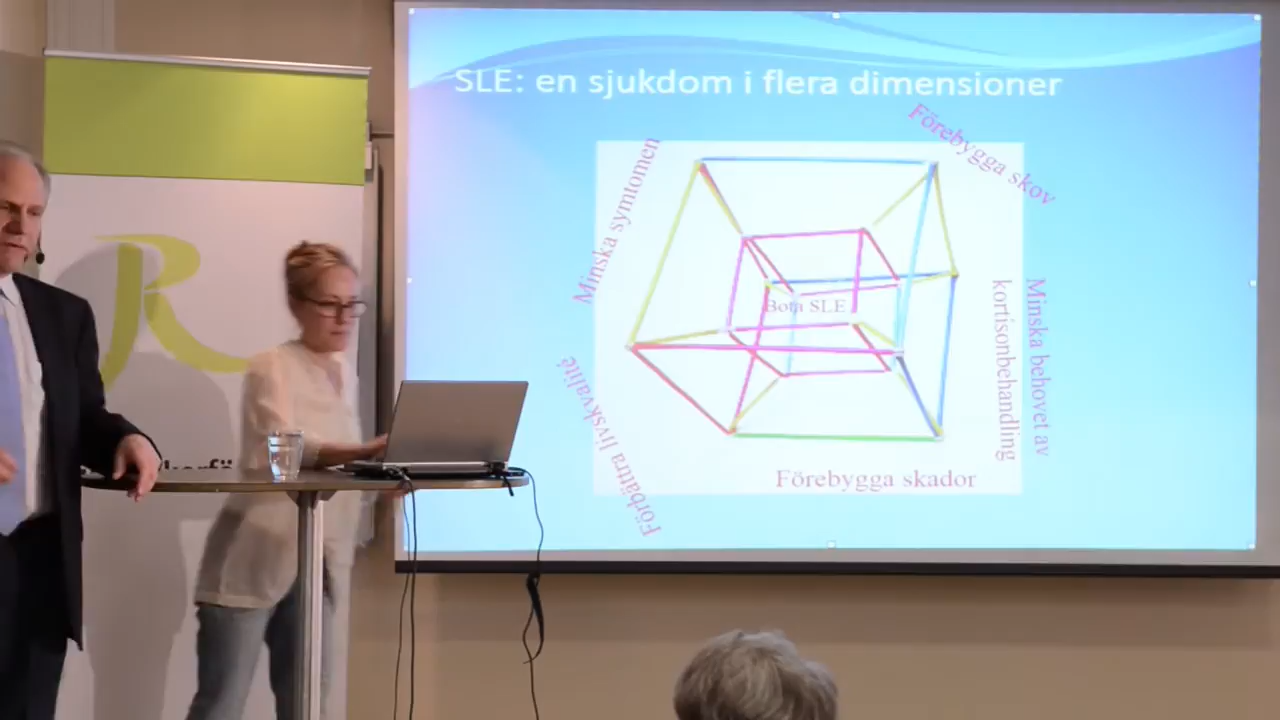 SLE: en sjukdom i flera dimensioner
Förebygga skov
Minska symtomen
Bota SLE
Minska behovet av
kortisonbehandling
Förbättra livskvalité
Förebygga skador
R